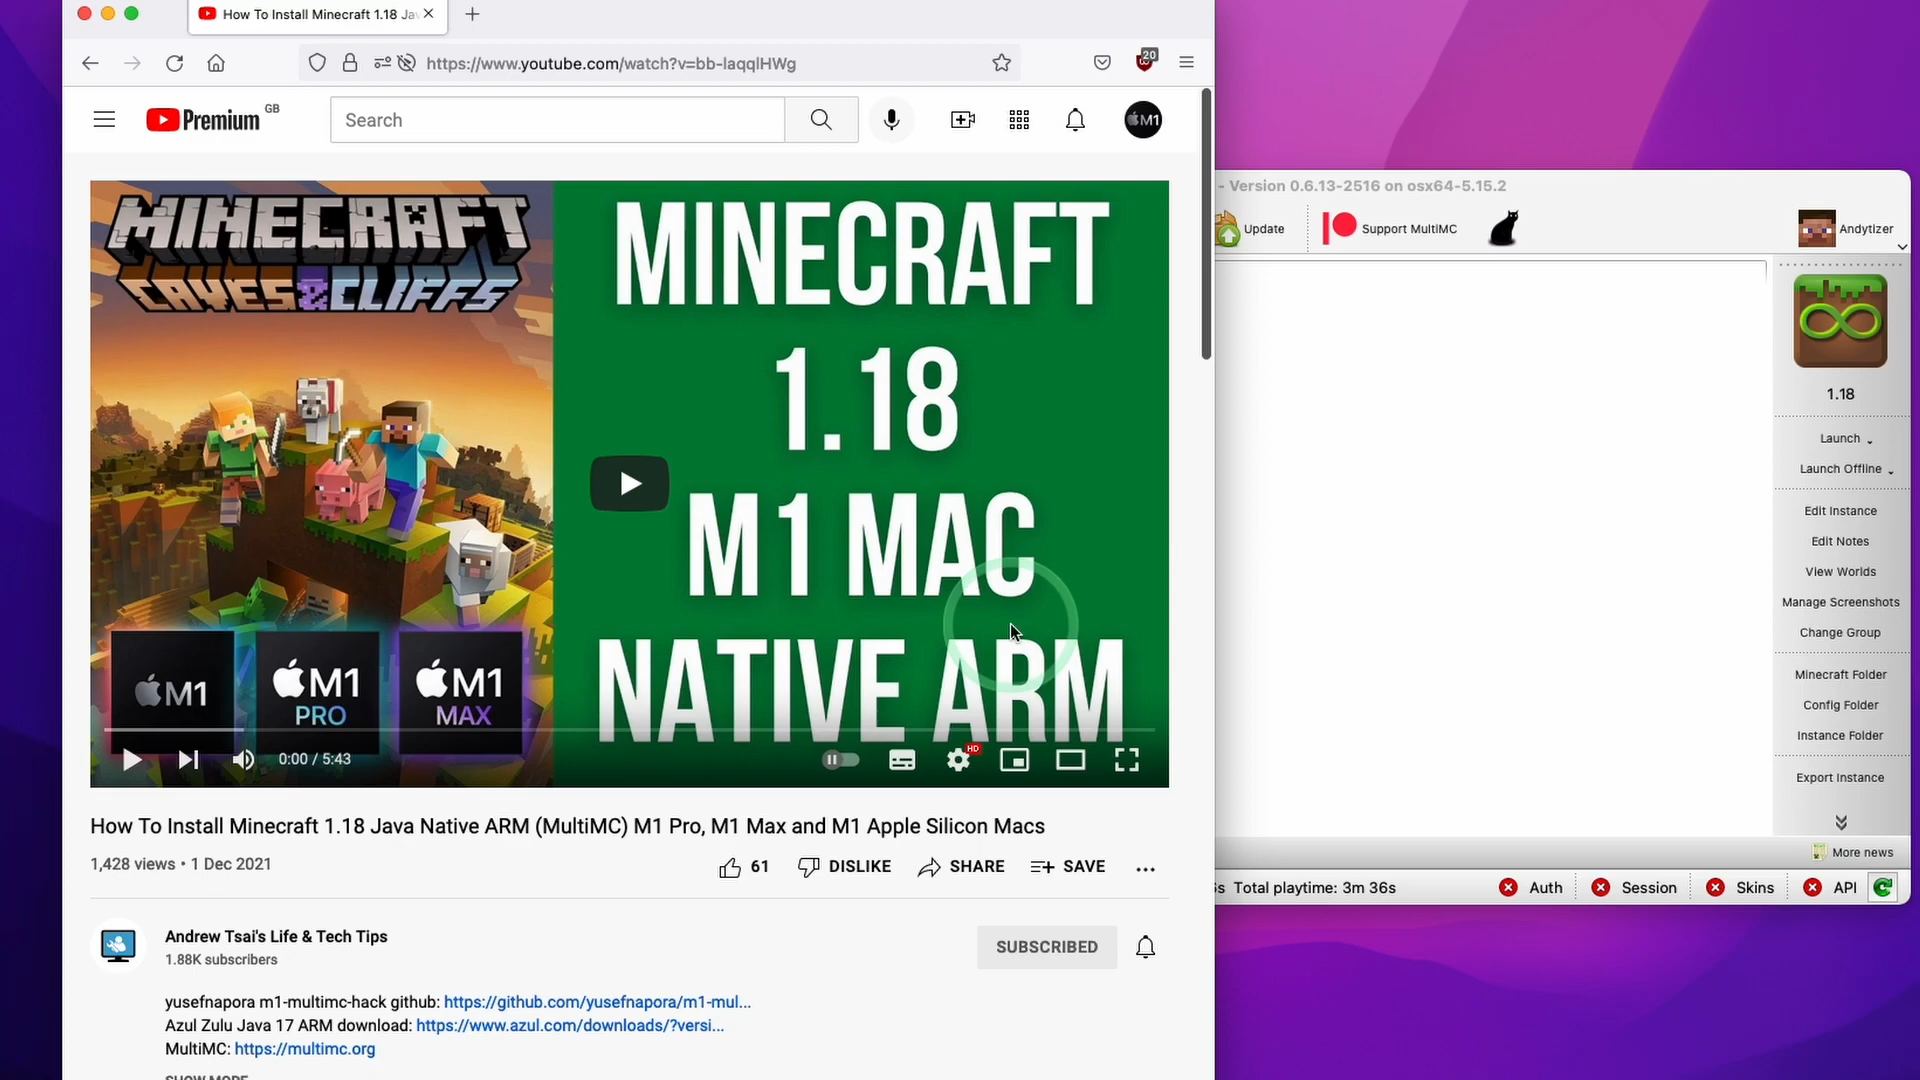 How To Install Minecraft 1.18 Ja
https://www.youtube.com/watch?v=bb-laqqlHWg
20
Premium
GB
Search
M1
MINECRAFT
CAVES & CLIFFS
MINECRAFT
1.18
M1 MAC
NATIVE ARM
M1
M1
PRO
M1
MAX
0:00 / 5:43
HD
How To Install Minecraft 1.18 Java Native ARM (MultiMC) M1 Pro, M1 Max and M1 Apple Silicon Macs
1,428 views • 1 Dec 2021
61
DISLIKE
SHARE
SAVE
Andrew Tsai's Life & Tech Tips
1.88K subscribers
SUBSCRIBED
yusefnapora m1-multimc-hack github: https://github.com/yusefnapora/m1-mul...
Azul Zulu Java 17 ARM download: https://www.azul.com/downloads/?versi...
MultiMC: https://multimc.org
SHOW MORE
- Version 0.6.13-2516 on osx64-5.15.2
Update
Support MultiMC
Andytizer
1.18
Launch
Launch Offline
Edit Instance
Edit Notes
View Worlds
Manage Screenshots
Change Group
Minecraft Folder
Config Folder
Instance Folder
Export Instance
More news
s Total playtime: 3m 36s
Auth
Session
Skins
API